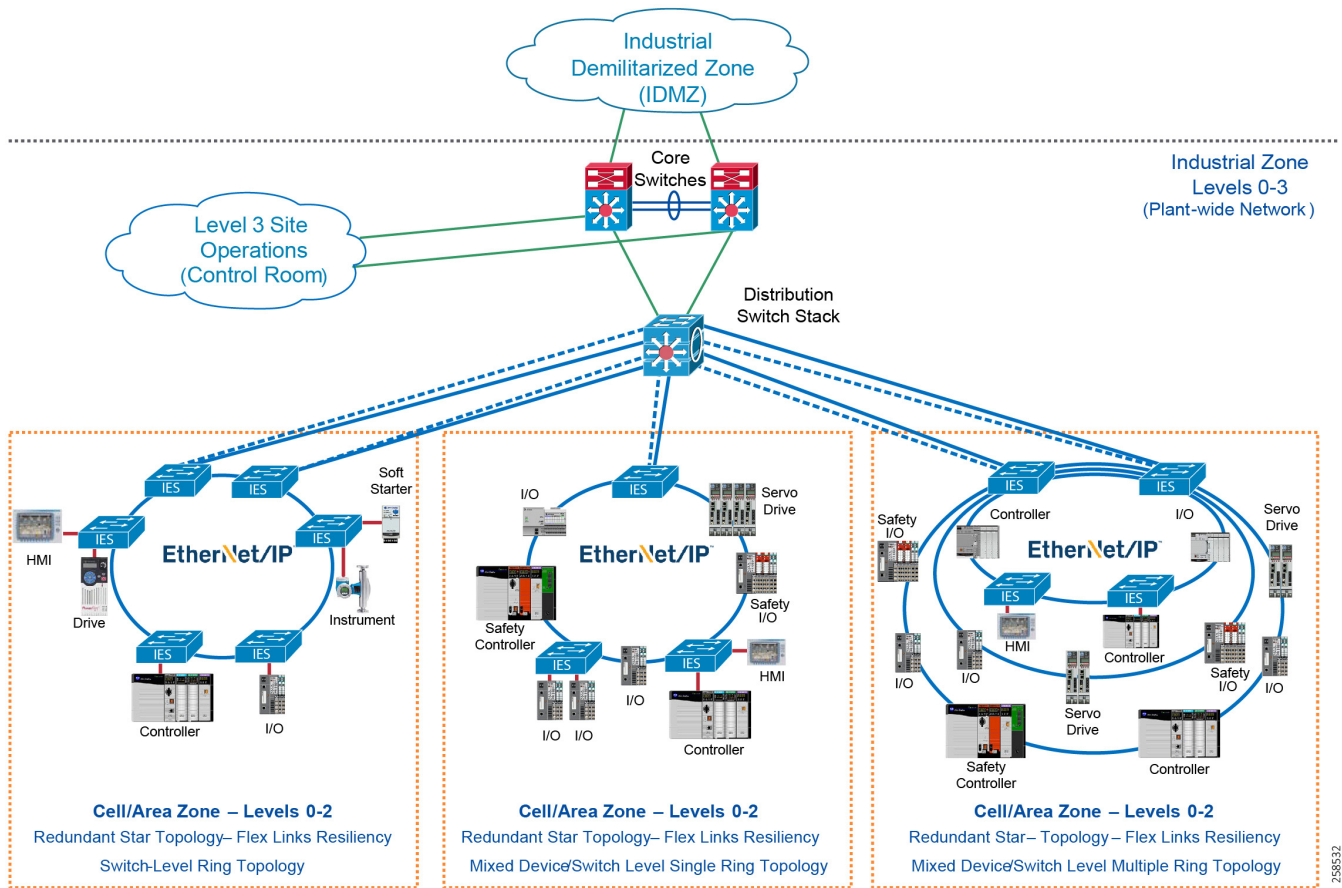 Industrial
Demilitarized Zone
(IDMZ)
Core
Switches
Industrial Zone
Levels 0-3
(Plant-wide Network)
Level 3 Site
Operations
(Control Room)
Distribution
Switch Stack
IES
IES
Soft
Starter
IES
IES
HMI
EtherNet/IP™
Drive
Instrument
IES
IES
Controller
I/O
Cell/Area Zone – Levels 0-2
Redundant Star Topology– Flex Links Resiliency
Switch-Level Ring Topology
IES
I/O
Servo
Drive
EtherNet/IP™
Safety
I/O
Safety
Controller
IES
IES
HMI
I/O
I/O
I/O
Controller
Cell/Area Zone – Levels 0-2
Redundant Star Topology– Flex Links Resiliency
Mixed Device/Switch Level Single Ring Topology
IES
IES
Controller
I/O
Servo
Drive
Safety
I/O
EtherNet/IP™
IES
IES
HMI
Controller
I/O
I/O
Safety
I/O
I/O
Servo
Drive
Safety
Controller
Controller
Cell/Area Zone – Levels 0-2
Redundant Star– Topology – Flex Links Resiliency
Mixed Device/Switch Level Multiple Ring Topology
258532